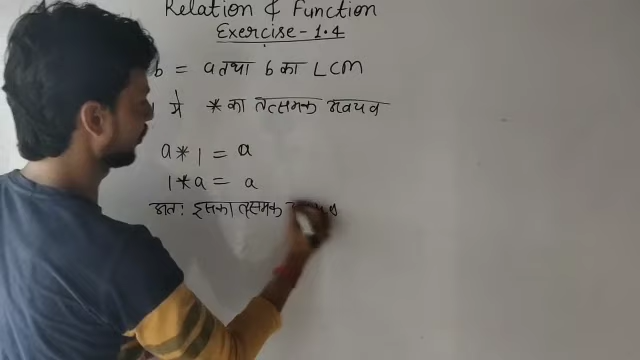 Relation & Function
Exercise-1.4
b = a तथा b का LCM
मे * का तत्समक अवयव
a * 1 = a
1 * a = a
अतः इसका तत्समक